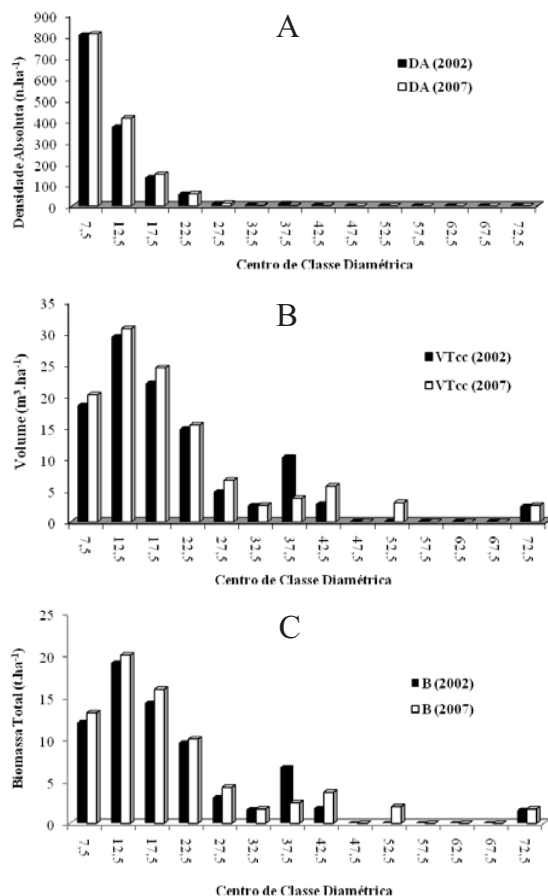 A
Densidade Absoluta (n.ha⁻¹)
900
800
700
600
500
400
300
200
100
0
DA (2002)
DA (2007)
7,5 12,5 17,5 22,5 27,5 32,5 37,5 42,5 47,5 52,5 57,5 62,5 67,5 72,5
Centro de Classe Diamétrica
B
Volume (m³.ha⁻¹)
35
30
25
20
15
10
5
0
VTcc (2002)
VTcc (2007)
7,5 12,5 17,5 22,5 27,5 32,5 37,5 42,5 47,5 52,5 57,5 62,5 67,5 72,5
Centro de Classe Diamétrica
C
Biomassa Total (t.ha⁻¹)
25
20
15
10
5
0
B (2002)
B (2007)
7,5 12,5 17,5 22,5 27,5 32,5 37,5 42,5 47,5 52,5 57,5 62,5 67,5 72,5
Centro de Classe Diamétrica